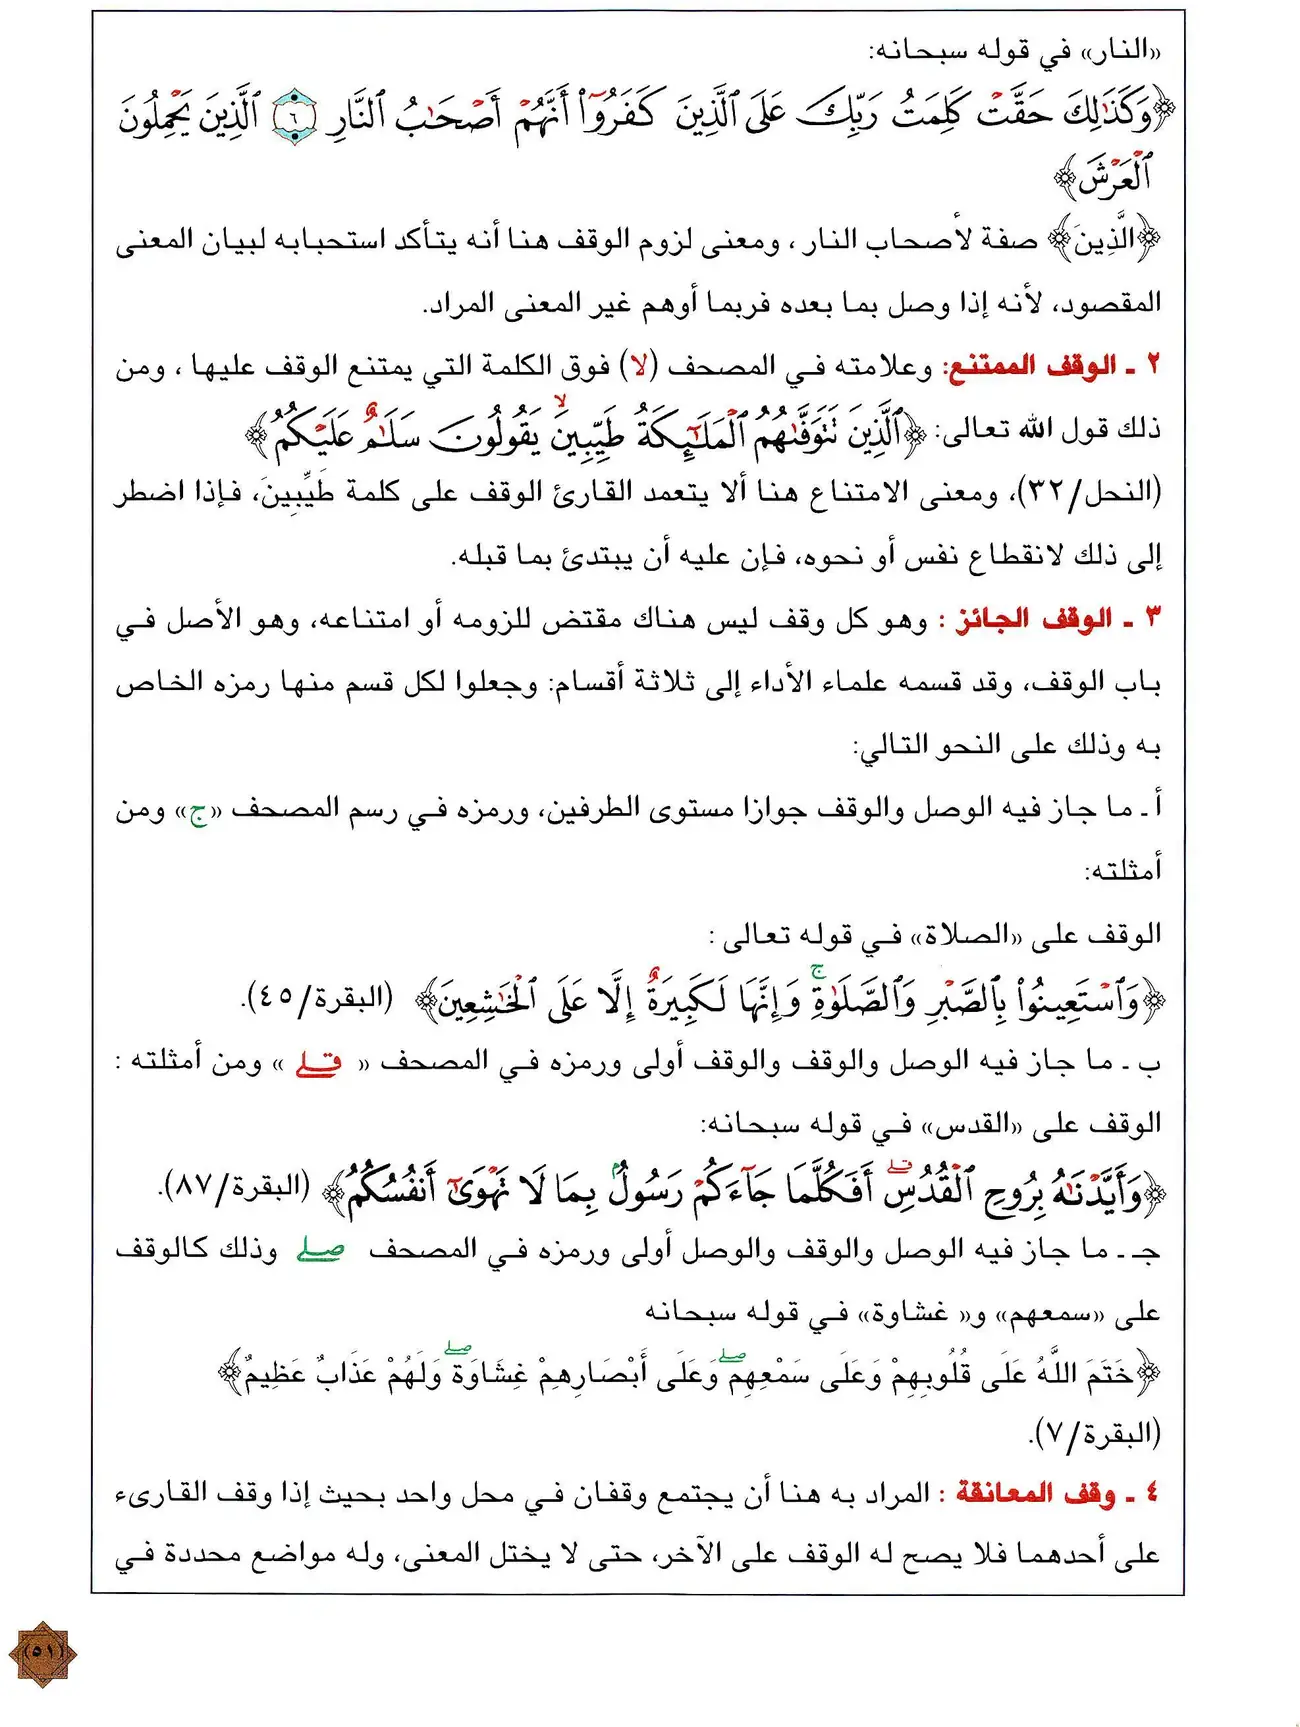 «النار» في قوله سبحانه:
﴿وَكَذَٰلِكَ حَقَّتْ كَلِمَتُ رَبِّكَ عَلَى ٱلَّذِينَ كَفَرُوٓا۟ أَنَّهُمْ أَصْحَٰبُ ٱلنَّارِ ٦ ٱلَّذِينَ يَحْمِلُونَ
ٱلْعَرْشَ﴾
﴿الَّذِينَ﴾ صفة لأصحاب النار ، ومعنى لزوم الوقف هنا أنه يتأكد استحبابه لبيان المعنى
المقصود، لأنه إذا وصل بما بعده فربما أوهم غير المعنى المراد.
٢ ـ الوقف الممتنع: وعلامته في المصحف (لا) فوق الكلمة التي يمتنع الوقف عليها ، ومن
ذلك قول الله تعالى: ﴿ٱلَّذِينَ تَتَوَفَّىٰهُمُ ٱلْمَلَٰٓئِكَةُ طَيِّبِينَ ۙ يَقُولُونَ سَلَٰمٌ عَلَيْكُمُ﴾
(النحل/٣٢)، ومعنى الامتناع هنا ألا يتعمد القارئ الوقف على كلمة طَيِّبِينَ، فإذا اضطر
إلى ذلك لانقطاع نفس أو نحوه، فإن عليه أن يبتدئ بما قبله.
٣ ـ الوقف الجائز : وهو كل وقف ليس هناك مقتض للزومه أو امتناعه، وهو الأصل في
باب الوقف، وقد قسمه علماء الأداء إلى ثلاثة أقسام: وجعلوا لكل قسم منها رمزه الخاص
به وذلك على النحو التالي:
أ ـ ما جاز فيه الوصل والوقف جوازا مستوى الطرفين، ورمزه في رسم المصحف «ج» ومن
أمثلته:
الوقف على «الصلاة» في قوله تعالى :
﴿وَٱسْتَعِينُوا۟ بِٱلصَّبْرِ وَٱلصَّلَوٰةِ ۚ وَإِنَّهَا لَكَبِيرَةٌ إِلَّا عَلَى ٱلْخَٰشِعِينَ﴾ (البقرة/٤٥).
ب ـ ما جاز فيه الوصل والوقف والوقف أولى ورمزه في المصحف « قلے » ومن أمثلته :
الوقف على «القدس» في قوله سبحانه:
﴿وَأَيَّدْنَٰهُ بِرُوحِ ٱلْقُدُسِ ۗ أَفَكُلَّمَا جَآءَكُمْ رَسُولٌۢ بِمَا لَا تَهْوَىٰٓ أَنفُسُكُمُ﴾ (البقرة/٨٧).
جـ ـ ما جاز فيه الوصل والوقف والوصل أولى ورمزه في المصحف صلے وذلك كالوقف
على «سمعهم» و« غشاوة» في قوله سبحانه
﴿خَتَمَ اللَّهُ عَلَى قُلُوبِهِمْ وَعَلَى سَمْعِهِمْ ۖ وَعَلَى أَبْصَارِهِمْ غِشَاوَةٌ ۖ وَلَهُمْ عَذَابٌ عَظِيمٌ﴾
(البقرة/٧).
٤ ـ وقف المعانقة : المراد به هنا أن يجتمع وقفان في محل واحد بحيث إذا وقف القارىء
على أحدهما فلا يصح له الوقف على الآخر، حتى لا يختل المعنى، وله مواضع محددة في
(٥١)